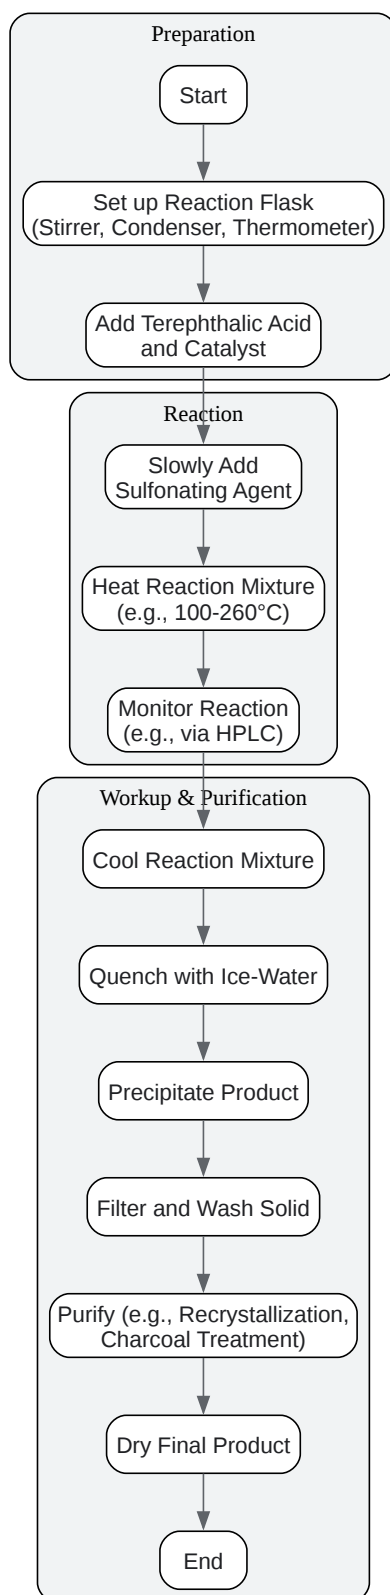 Preparation
Start
Set up Reaction Flask
(Stirrer, Condenser, Thermometer)
Add Terephthalic Acid
and Catalyst
Reaction
Slowly Add
Sulfonating Agent
Heat Reaction Mixture
(e.g., 100-260°C)
Monitor Reaction
(e.g., via HPLC)
Workup & Purification
Cool Reaction Mixture
Quench with Ice-Water
Precipitate Product
Filter and Wash Solid
Purify (e.g., Recrystallization,
Charcoal Treatment)
Dry Final Product
End